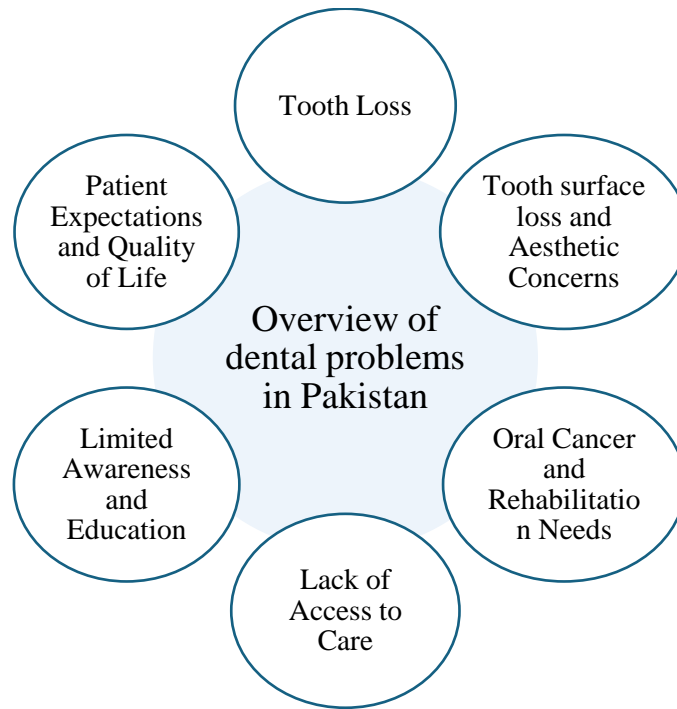 Tooth Loss
Tooth surface
loss and
Aesthetic
Concerns
Oral Cancer
and
Rehabilitatio
n Needs
Lack of
Access to
Care
Limited
Awareness
and
Education
Patient
Expectations
and Quality
of Life
Overview of
dental problems
in Pakistan